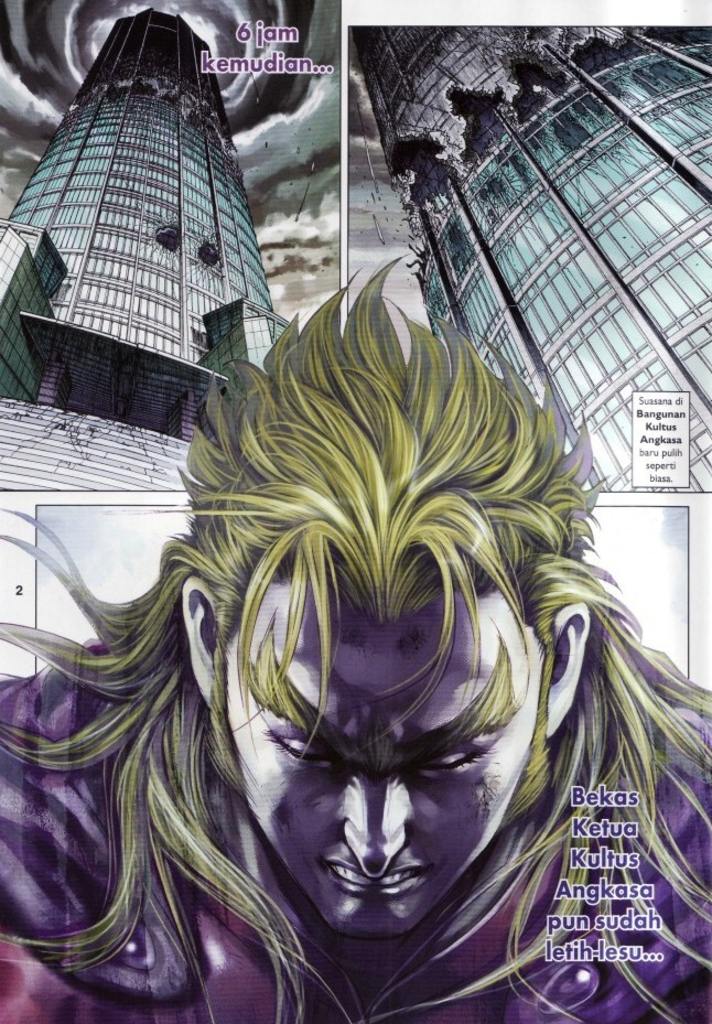 6 jam
kemudian...
Suasana di
Bangunan
Kultus
Angkasa
baru pulih
seperti
biasa.
2
Bekas
Ketua
Kultus
Angkasa
pun sudah
letih-lesu...